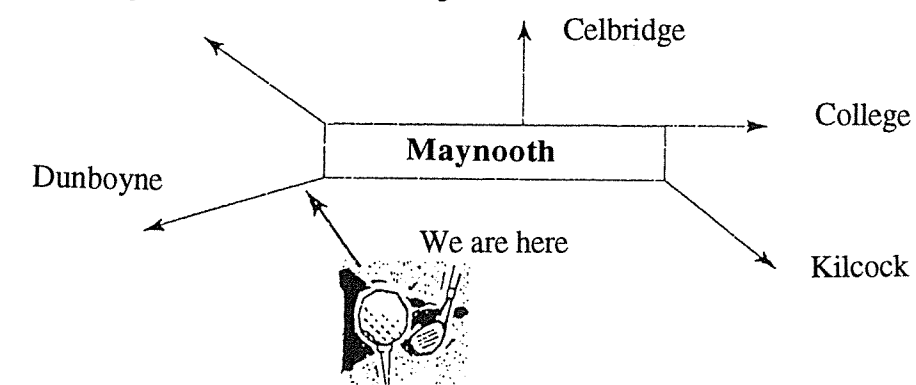 Celbridge
College
Maynooth
Dunboyne
We are here
Kilcock